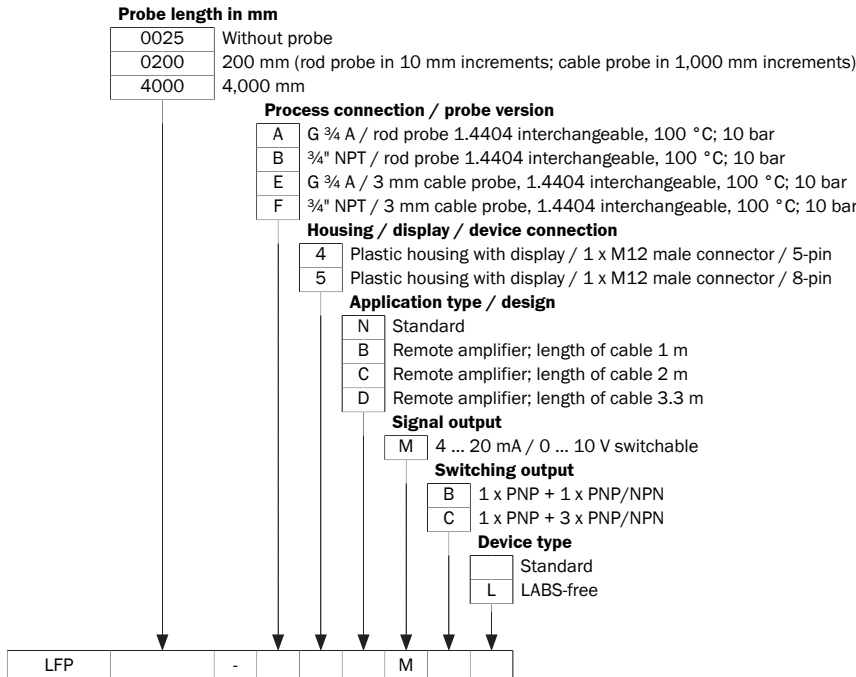 Probe length in mm
0025 Without probe
0200 200 mm (rod probe in 10 mm increments; cable probe in 1,000 mm increments)
4000 4,000 mm
Process connection / probe version
A G ¾ A / rod probe 1.4404 interchangeable, 100 °C; 10 bar
B ¾" NPT / rod probe 1.4404 interchangeable, 100 °C; 10 bar
E G ¾ A / 3 mm cable probe, 1.4404 interchangeable, 100 °C; 10 bar
F ¾" NPT / 3 mm cable probe, 1.4404 interchangeable, 100 °C; 10 bar
Housing / display / device connection
4 Plastic housing with display / 1 x M12 male connector / 5-pin
5 Plastic housing with display / 1 x M12 male connector / 8-pin
Application type / design
N Standard
B Remote amplifier; length of cable 1 m
C Remote amplifier; length of cable 2 m
D Remote amplifier; length of cable 3.3 m
Signal output
M 4 ... 20 mA / 0 ... 10 V switchable
Switching output
B 1 x PNP + 1 x PNP/NPN
C 1 x PNP + 3 x PNP/NPN
Device type
Standard
L LABS-free
LFP - M